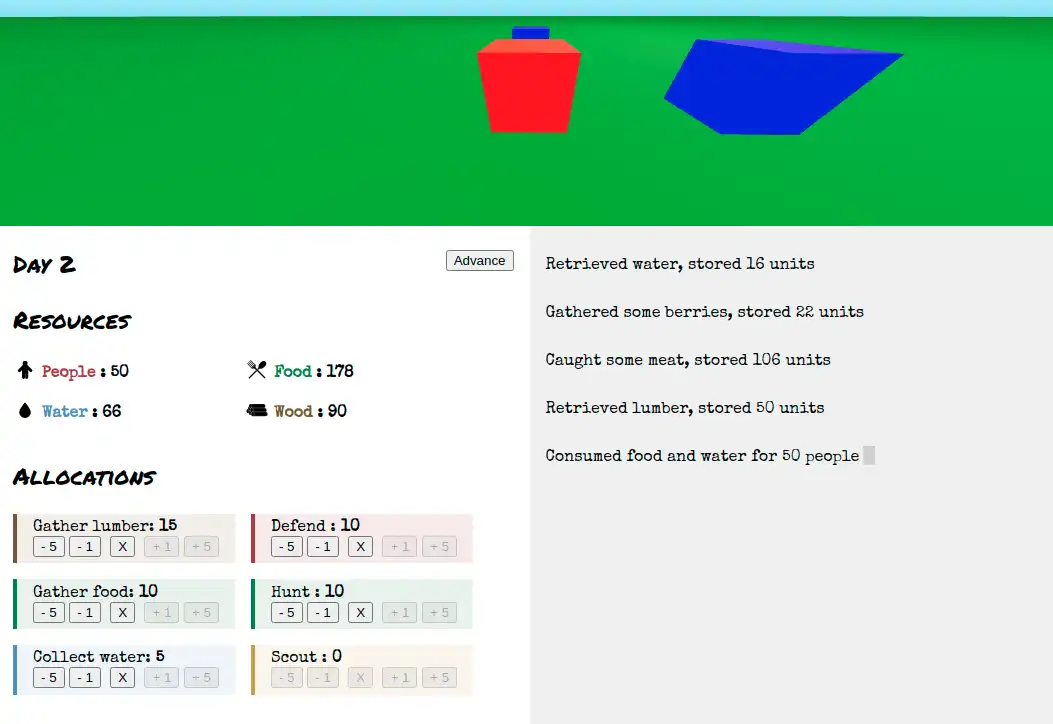 Day 2
Advance
Resources
People : 50
Food : 178
Water : 66
Wood : 90
Allocations
Gather lumber: 15
- 5 - 1 X + 1 + 5
Defend : 10
- 5 - 1 X + 1 + 5
Gather food: 10
- 5 - 1 X + 1 + 5
Hunt : 10
- 5 - 1 X + 1 + 5
Collect water: 5
- 5 - 1 X + 1 + 5
Scout : 0
- 5 - 1 X + 1 + 5
Retrieved water, stored 16 units
Gathered some berries, stored 22 units
Caught some meat, stored 106 units
Retrieved lumber, stored 50 units
Consumed food and water for 50 people